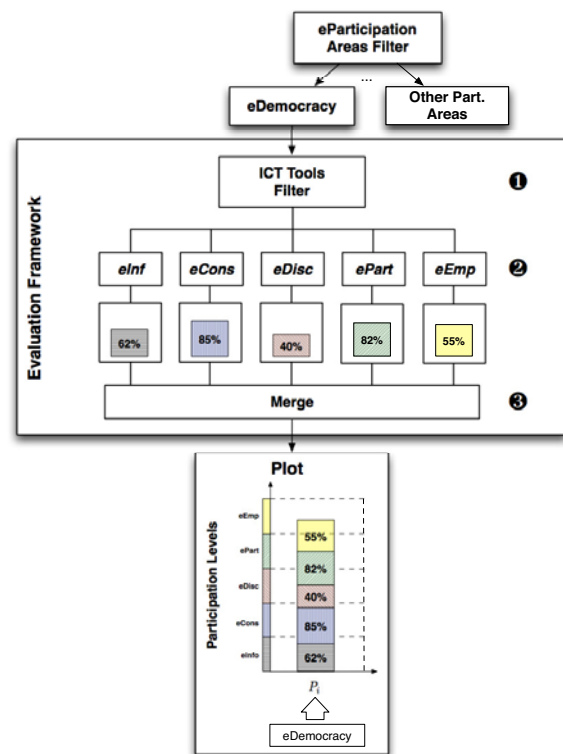 eParticipation
Areas Filter
...
eDemocracy
Other Part.
Areas
Evaluation Framework
ICT Tools
Filter
❶
eInf
eCons
eDisc
ePart
eEmp
❷
62%
85%
40%
82%
55%
Merge
❸
Plot
Participation Levels
eEmp
ePart
eDisc
eCons
eInfo
55%
82%
40%
85%
62%
Pi
eDemocracy